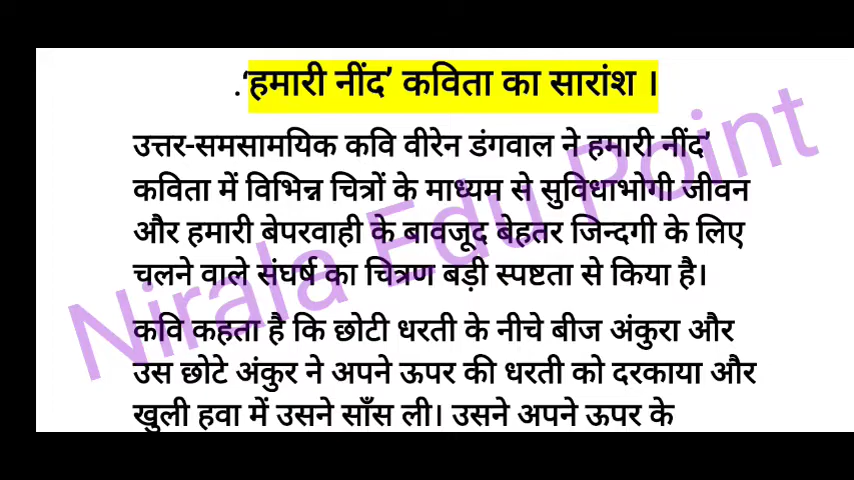 .‘हमारी नींद’ कविता का सारांश ।
उत्तर-समसामयिक कवि वीरेन डंगवाल ने हमारी नींद’
कविता में विभिन्न चित्रों के माध्यम से सुविधाभोगी जीवन
और हमारी बेपरवाही के बावजूद बेहतर जिन्दगी के लिए
चलने वाले संघर्ष का चित्रण बड़ी स्पष्टता से किया है।
कवि कहता है कि छोटी धरती के नीचे बीज अंकुरा और
उस छोटे अंकुर ने अपने ऊपर की धरती को दरकाया और
खुली हवा में उसने साँस ली। उसने अपने ऊपर के
Nirala Edu Point